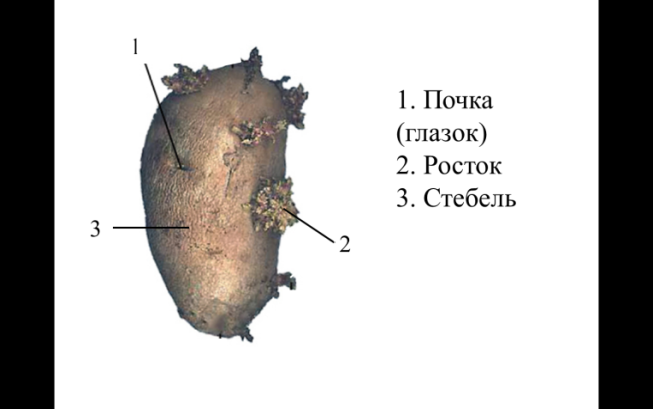 1
1. Почка
(глазок)
2. Росток
3. Стебель
3
2